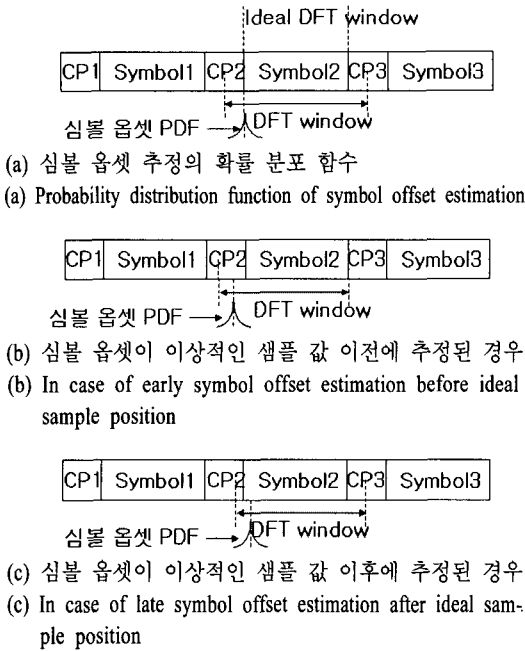 Ideal DFT window
CP1 Symbol1 CP2 Symbol2 CP3 Symbol3
심볼 옵셋 PDF DFT window
(a) 심볼 옵셋 추정의 확률 분포 함수
(a) Probability distribution function of symbol offset estimation
CP1 Symbol1 CP2 Symbol2 CP3 Symbol3
심볼 옵셋 PDF DFT window
(b) 심볼 옵셋이 이상적인 샘플 값 이전에 추정된 경우
(b) In case of early symbol offset estimation before ideal
sample position
CP1 Symbol1 CP2 Symbol2 CP3 Symbol3
심볼 옵셋 PDF DFT window
(c) 심볼 옵셋이 이상적인 샘플 값 이후에 추정된 경우
(c) In case of late symbol offset estimation after ideal sam-
ple position